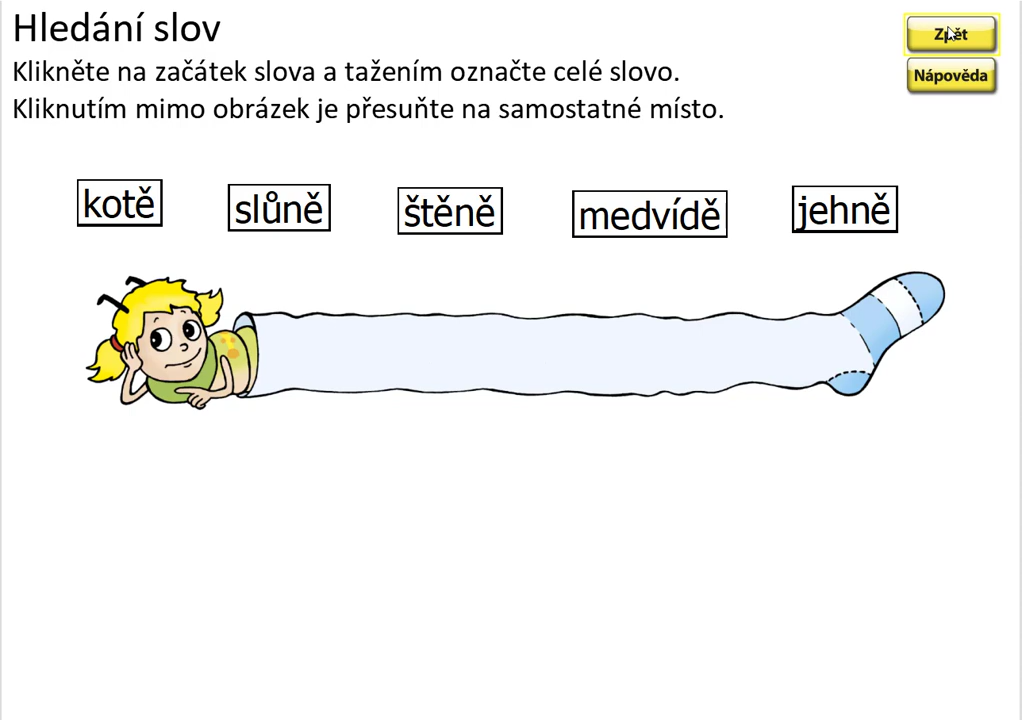 Hledání slov
Klikněte na začátek slova a tažením označte celé slovo.
Kliknutím mimo obrázek je přesuňte na samostatné místo.
Zpět
Nápověda
kotě slůně štěně medvídě jehně